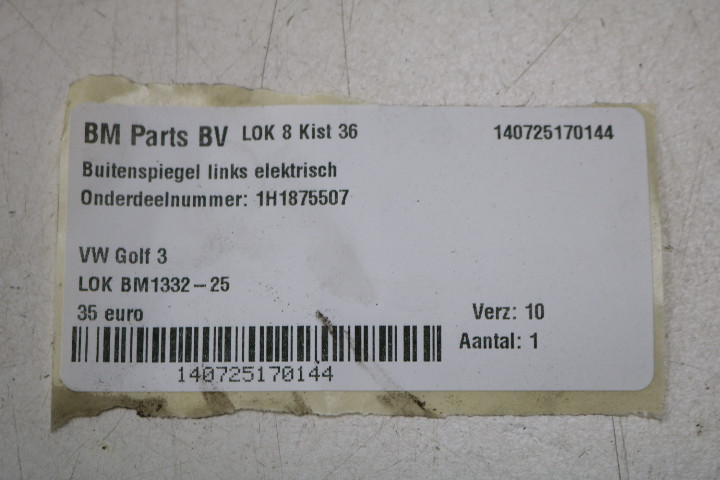 BM Parts BV LOK 8 Kist 36 140725170144
Buitenspiegel links elektrisch
Onderdeelnummer: 1H1875507
VW Golf 3
LOK BM1332-25
35 euro Verz: 10
Aantal: 1
140725170144